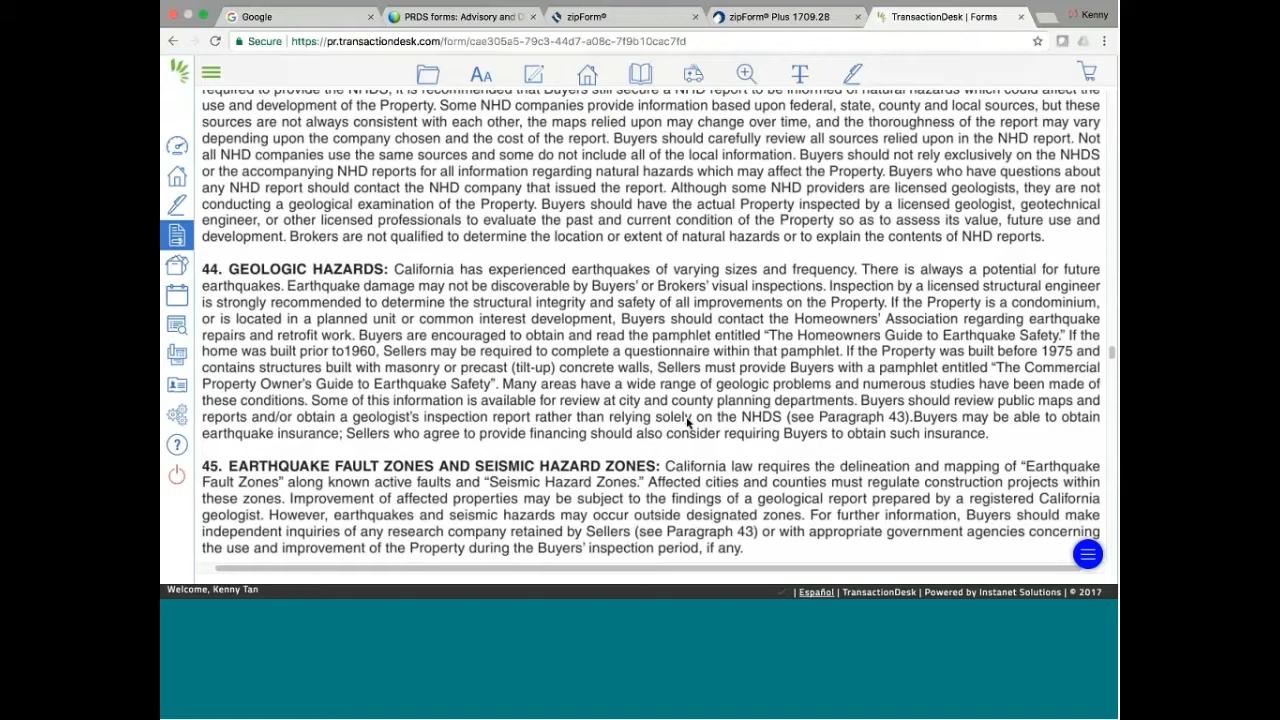 Google
PRDS forms: Advisory and D
zipForm®
zipForm® Plus 1709.28
TransactionDesk | Forms
Kenny
Secure
https://pr.transactiondesk.com/form/cae305a5-79c3-44d7-a08c-7f9b10cac7fd
required to provide the NHDS, it is recommended that Buyers still secure a NHD report to be informed of natural hazards which could affect the
use and development of the Property. Some NHD companies provide information based upon federal, state, county and local sources, but these
sources are not always consistent with each other, the maps relied upon may change over time, and the thoroughness of the report may vary
depending upon the company chosen and the cost of the report. Buyers should carefully review all sources relied upon in the NHD report. Not
all NHD companies use the same sources and some do not include all of the local information. Buyers should not rely exclusively on the NHDS
or the accompanying NHD reports for all information regarding natural hazards which may affect the Property. Buyers who have questions about
any NHD report should contact the NHD company that issued the report. Although some NHD providers are licensed geologists, they are not
conducting a geological examination of the Property. Buyers should have the actual Property inspected by a licensed geologist, geotechnical
engineer, or other licensed professionals to evaluate the past and current condition of the Property so as to assess its value, future use and
development. Brokers are not qualified to determine the location or extent of natural hazards or to explain the contents of NHD reports.
44. GEOLOGIC HAZARDS: California has experienced earthquakes of varying sizes and frequency. There is always a potential for future
earthquakes. Earthquake damage may not be discoverable by Buyers' or Brokers' visual inspections. Inspection by a licensed structural engineer
is strongly recommended to determine the structural integrity and safety of all improvements on the Property. If the Property is a condominium,
or is located in a planned unit or common interest development, Buyers should contact the Homeowners' Association regarding earthquake
repairs and retrofit work. Buyers are encouraged to obtain and read the pamphlet entitled “The Homeowners Guide to Earthquake Safety.” If the
home was built prior to1960, Sellers may be required to complete a questionnaire within that pamphlet. If the Property was built before 1975 and
contains structures built with masonry or precast (tilt-up) concrete walls, Sellers must provide Buyers with a pamphlet entitled “The Commercial
Property Owner's Guide to Earthquake Safety”. Many areas have a wide range of geologic problems and numerous studies have been made of
these conditions. Some of this information is available for review at city and county planning departments. Buyers should review public maps and
reports and/or obtain a geologist's inspection report rather than relying solely on the NHDS (see Paragraph 43).Buyers may be able to obtain
earthquake insurance; Sellers who agree to provide financing should also consider requiring Buyers to obtain such insurance.
45. EARTHQUAKE FAULT ZONES AND SEISMIC HAZARD ZONES: California law requires the delineation and mapping of “Earthquake
Fault Zones” along known active faults and “Seismic Hazard Zones.” Affected cities and counties must regulate construction projects within
these zones. Improvement of affected properties may be subject to the findings of a geological report prepared by a registered California
geologist. However, earthquakes and seismic hazards may occur outside designated zones. For further information, Buyers should make
independent inquiries of any research company retained by Sellers (see Paragraph 43) or with appropriate government agencies concerning
the use and improvement of the Property during the Buyers' inspection period, if any.
Welcome, Kenny Tan
| Español | TransactionDesk | Powered by Instanet Solutions | © 2017